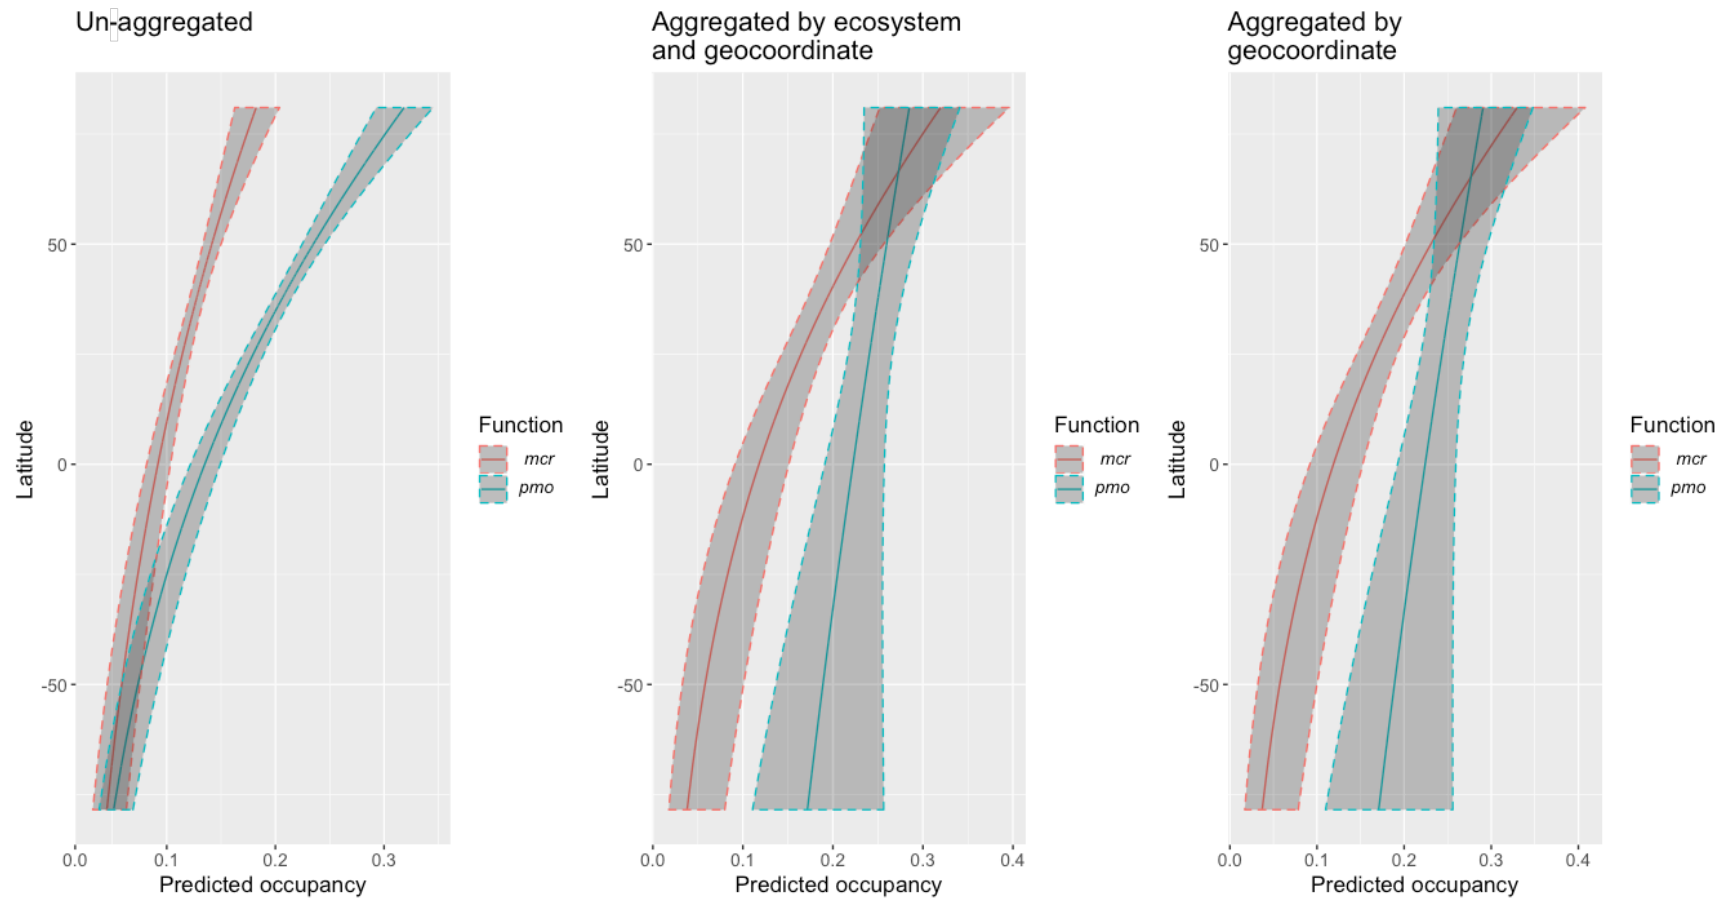 Un-aggregated
Latitude
50
0
-50
0.0 0.1 0.2 0.3
Predicted occupancy
Function
mcr
pmo
Aggregated by ecosystem
and geocoordinate
Latitude
50
0
-50
0.0 0.1 0.2 0.3 0.4
Predicted occupancy
Function
mcr
pmo
Aggregated by
geocoordinate
Latitude
50
0
-50
0.0 0.1 0.2 0.3 0.4
Predicted occupancy
Function
mcr
pmo